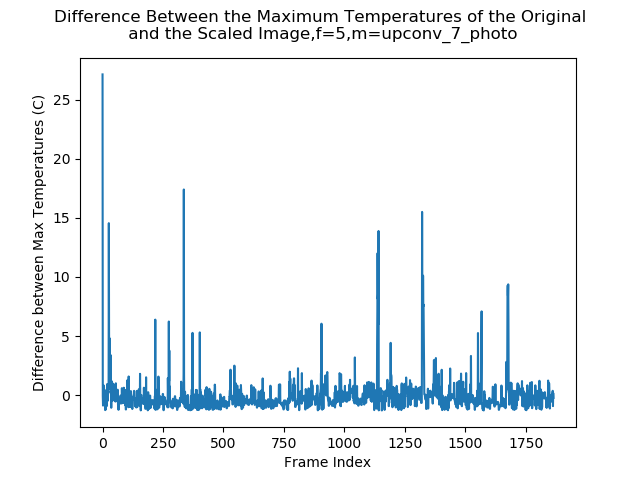 Difference Between the Maximum Temperatures of the Original
and the Scaled Image,f=5,m=upconv_7_photo
Difference between Max Temperatures (C)
25
20
15
10
5
0
0 250 500 750 1000 1250 1500 1750
Frame Index